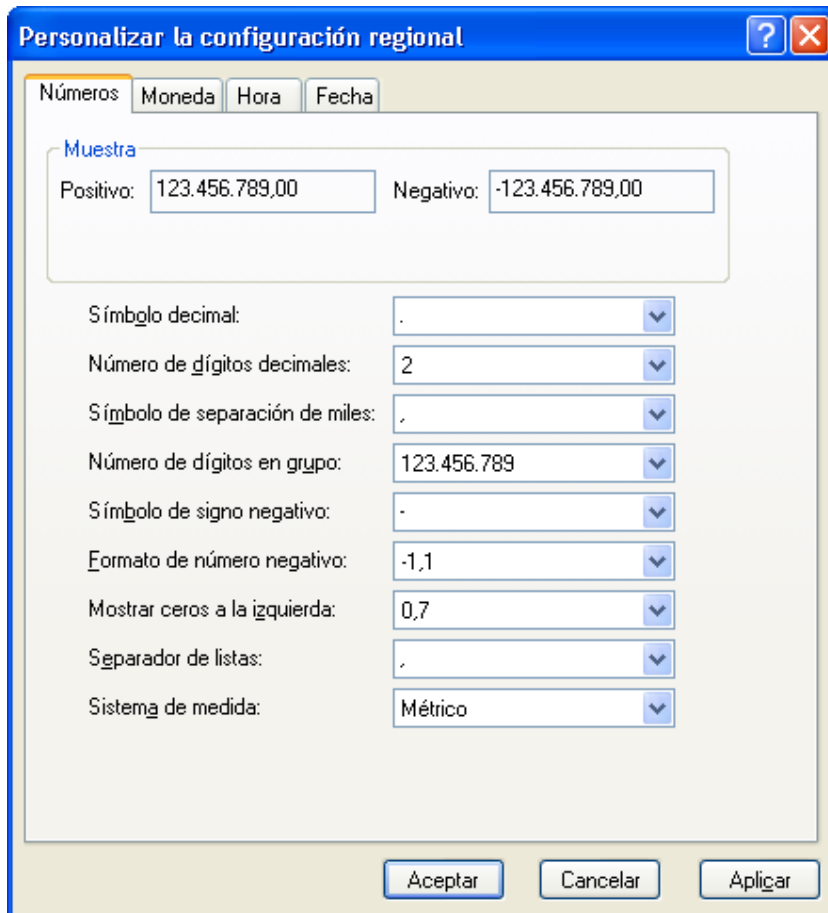 Personalizar la configuración regional
Números Moneda Hora Fecha
Muestra
Positivo: 123.456.789,00 Negativo: -123.456.789,00
Símbolo decimal: .
Número de dígitos decimales: 2
Símbolo de separación de miles: ,
Número de dígitos en grupo: 123.456.789
Símbolo de signo negativo: -
Formato de número negativo: -1,1
Mostrar ceros a la izquierda: 0,7
Separador de listas: ,
Sistema de medida: Métrico
Aceptar Cancelar Aplicar